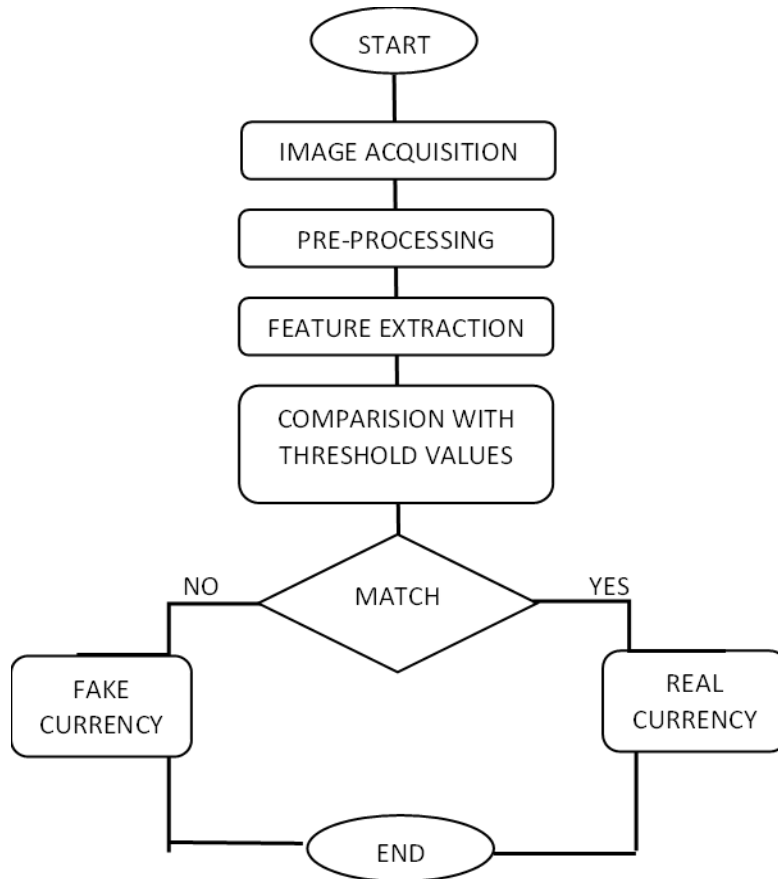 START
IMAGE ACQUISITION
PRE-PROCESSING
FEATURE EXTRACTION
COMPARISION WITH
THRESHOLD VALUES
NO
MATCH
YES
FAKE
CURRENCY
REAL
CURRENCY
END